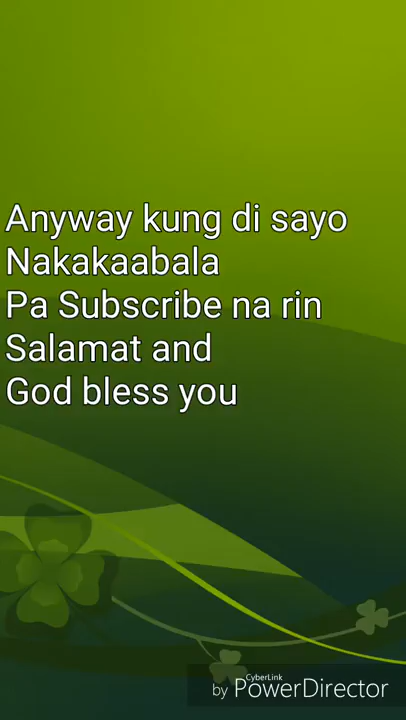 Anyway kung di sayo
Nakakaabala
Pa Subscribe na rin
Salamat and
God bless you
CyberLink
by PowerDirector